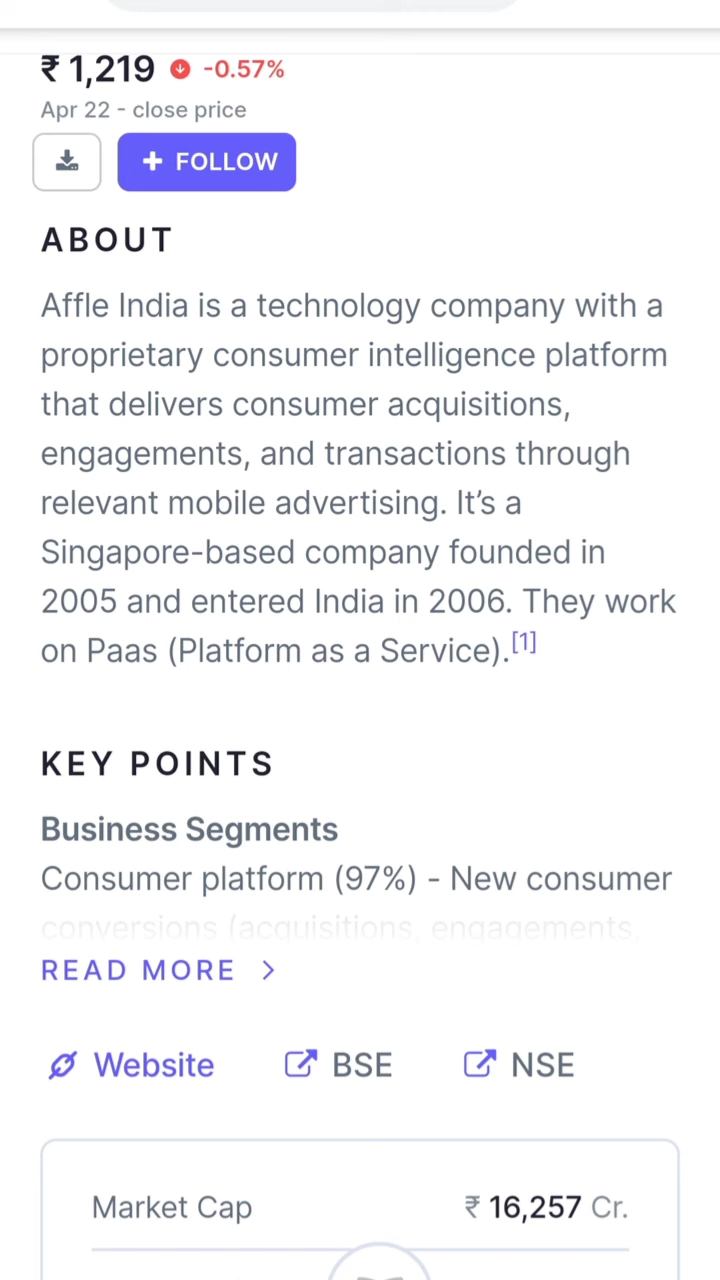 ₹ 1,219 -0.57%
Apr 22 - close price
+ FOLLOW
ABOUT
Affle India is a technology company with a
proprietary consumer intelligence platform
that delivers consumer acquisitions,
engagements, and transactions through
relevant mobile advertising. It’s a
Singapore-based company founded in
2005 and entered India in 2006. They work
on Paas (Platform as a Service).[1]
KEY POINTS
Business Segments
Consumer platform (97%) - New consumer
conversions (acquisitions, engagements,
READ MORE >
Website BSE NSE
Market Cap ₹ 16,257 Cr.